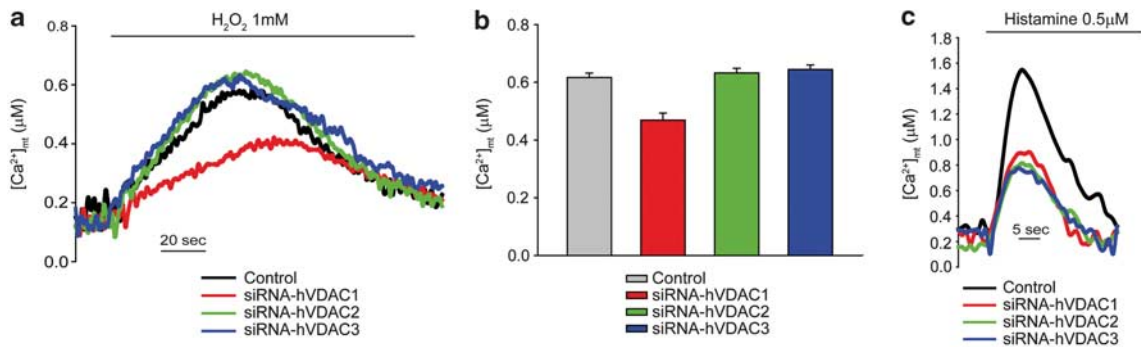 a
H₂O₂ 1mM
[Ca²⁺]mt (μM)
0.8
0.6
0.4
0.2
0.0
20 sec
Control
siRNA-hVDAC1
siRNA-hVDAC2
siRNA-hVDAC3
b
[Ca²⁺]mt (μM)
0.8
0.6
0.4
0.2
0.0
Control
siRNA-hVDAC1
siRNA-hVDAC2
siRNA-hVDAC3
c
Histamine 0.5μM
[Ca²⁺]mt (μM)
1.8
1.6
1.4
1.2
1.0
0.8
0.6
0.4
0.2
0.0
5 sec
Control
siRNA-hVDAC1
siRNA-hVDAC2
siRNA-hVDAC3